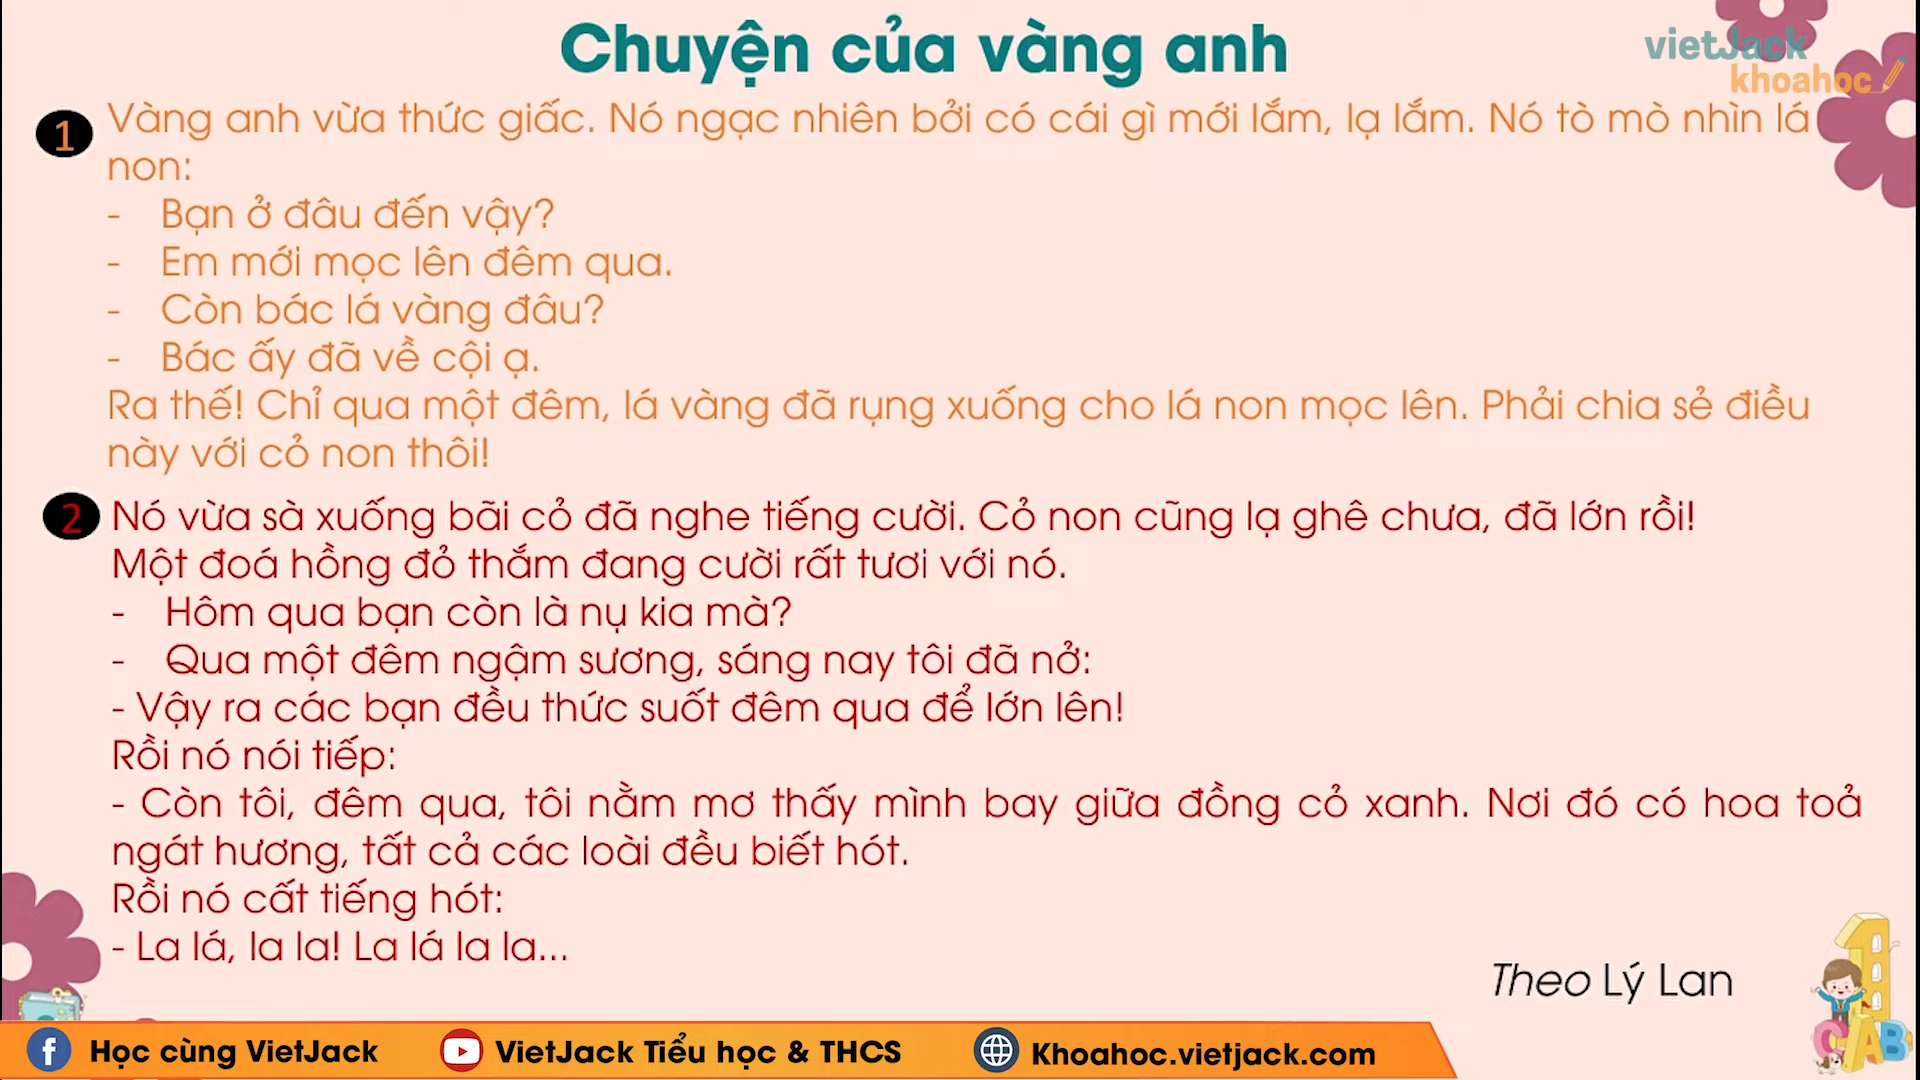 Chuyện của vàng anh
vietJack
khoahoc
1
Vàng anh vừa thức giấc. Nó ngạc nhiên bởi có cái gì mới lắm, lạ lắm. Nó tò mò nhìn lá
non:
- Bạn ở đâu đến vậy?
- Em mới mọc lên đêm qua.
- Còn bác lá vàng đâu?
- Bác ấy đã về cội ạ.
Ra thế! Chỉ qua một đêm, lá vàng đã rụng xuống cho lá non mọc lên. Phải chia sẻ điều
này với cỏ non thôi!
2
Nó vừa sà xuống bãi cỏ đã nghe tiếng cười. Cỏ non cũng lạ ghê chưa, đã lớn rồi!
Một đoá hồng đỏ thắm đang cười rất tươi với nó.
- Hôm qua bạn còn là nụ kia mà?
- Qua một đêm ngậm sương, sáng nay tôi đã nở:
- Vậy ra các bạn đều thức suốt đêm qua để lớn lên!
Rồi nó nói tiếp:
- Còn tôi, đêm qua, tôi nằm mơ thấy mình bay giữa đồng cỏ xanh. Nơi đó có hoa toả
ngát hương, tất cả các loài đều biết hót.
Rồi nó cất tiếng hót:
- La lá, la la! La lá la la...
Theo Lý Lan
1
CAB
Học cùng VietJack
VietJack Tiểu học & THCS
Khoahoc.vietjack.com